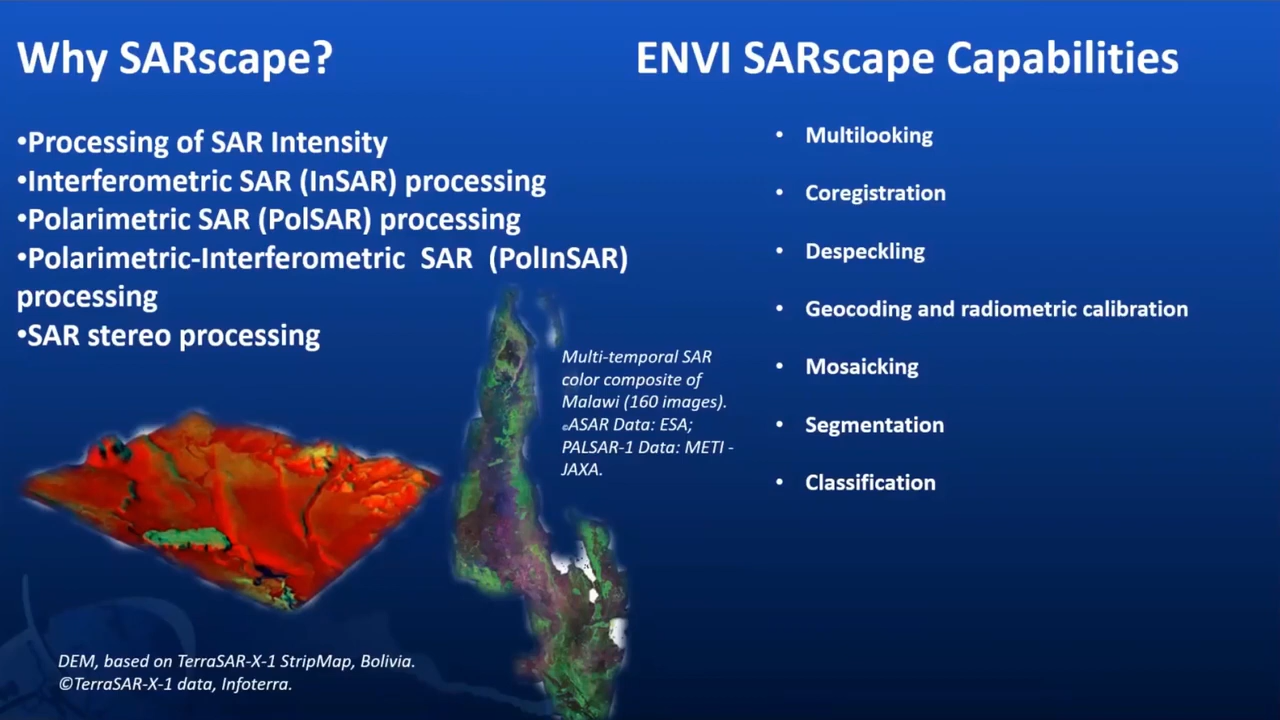 Why SARscape?
•Processing of SAR Intensity
•Interferometric SAR (InSAR) processing
•Polarimetric SAR (PolSAR) processing
•Polarimetric-Interferometric SAR (PolInSAR)
processing
•SAR stereo processing
Multi-temporal SAR
color composite of
Malawi (160 images).
©ASAR Data: ESA;
PALSAR-1 Data: METI -
JAXA.
DEM, based on TerraSAR-X-1 StripMap, Bolivia.
©TerraSAR-X-1 data, Infoterra.
ENVI SARscape Capabilities
• Multilooking
• Coregistration
• Despeckling
• Geocoding and radiometric calibration
• Mosaicking
• Segmentation
• Classification